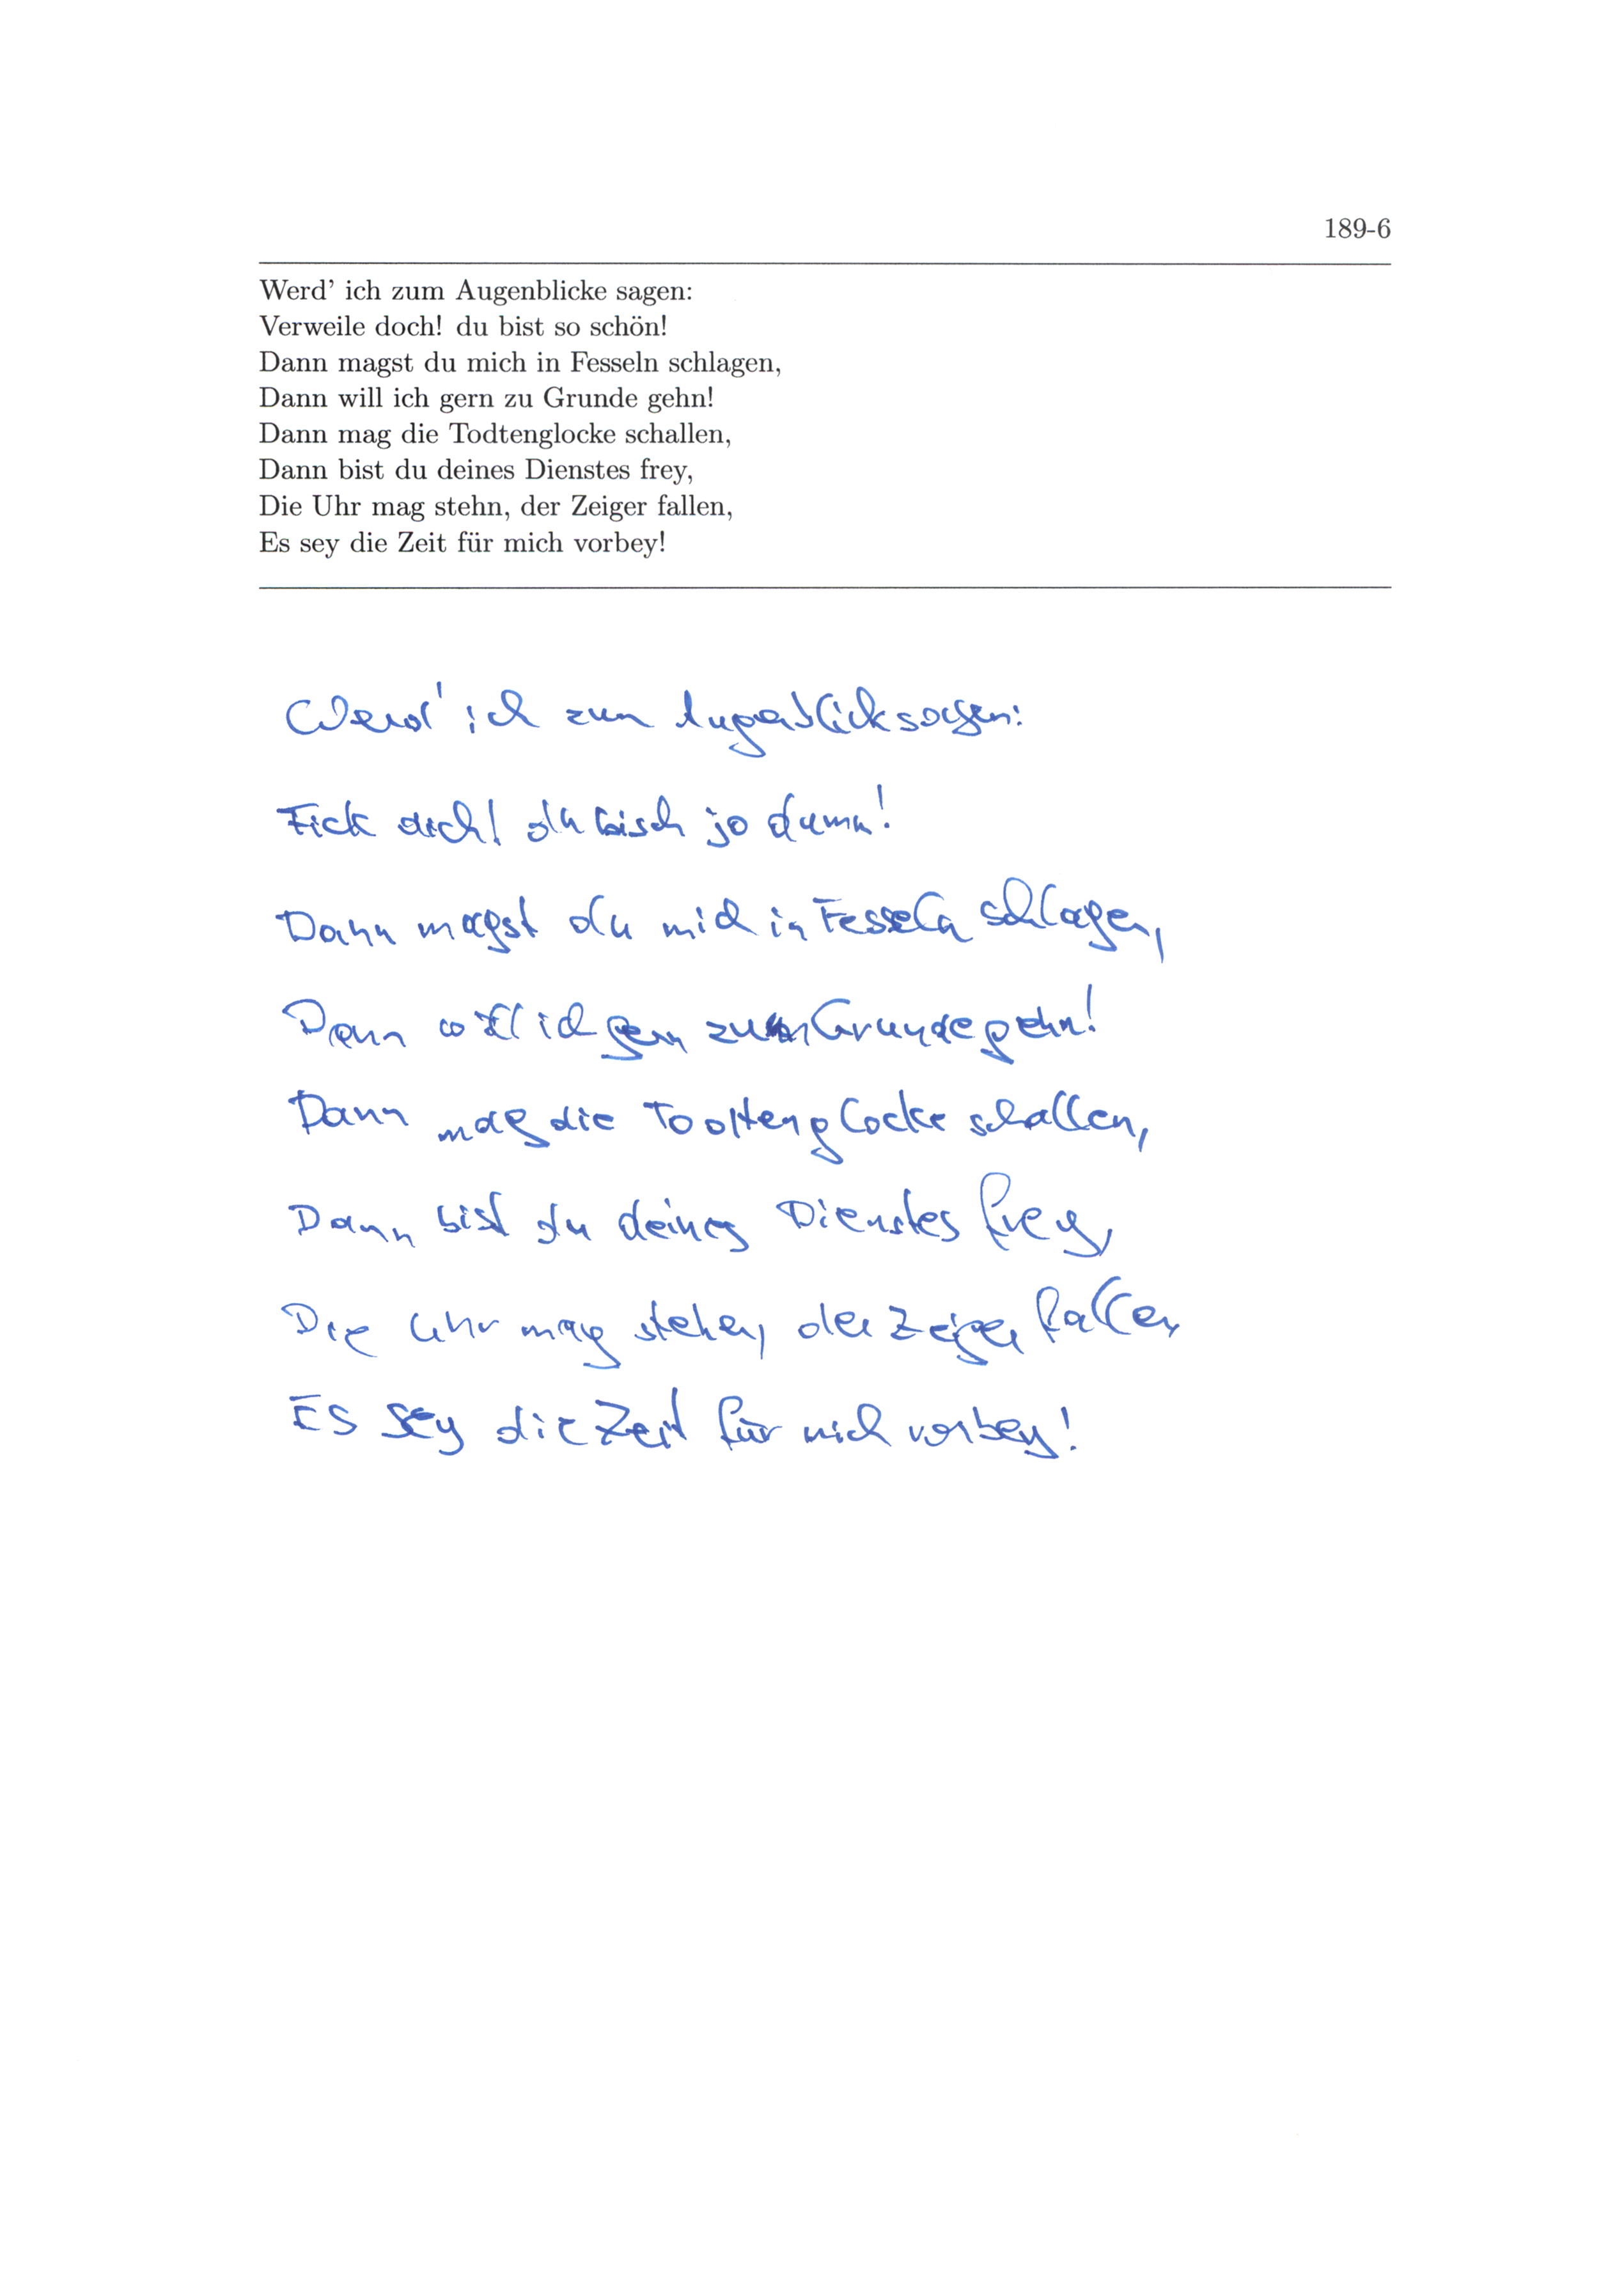 189-6
Werd' ich zum Augenblicke sagen:
Verweile doch! du bist so schön!
Dann magst du mich in Fesseln schlagen,
Dann will ich gern zu Grunde gehn!
Dann mag die Todtenglocke schallen,
Dann bist du deines Dienstes frey,
Die Uhr mag stehn, der Zeiger fallen,
Es sey die Zeit für mich vorbey!
Werd' ich zum Augenblick sagen:
Fick dich! du bisch jo dumm!
Dann magst du mich in Fesseln schlagen,
Dann will ich gern zum Grunde gehn!
Dann mag die Todtenglocke schallen,
Dann bist du deines Dienstes frey,
Die Uhr mag stehen, der Zeiger fallen
Es sey die Zeit für mich vorbey!